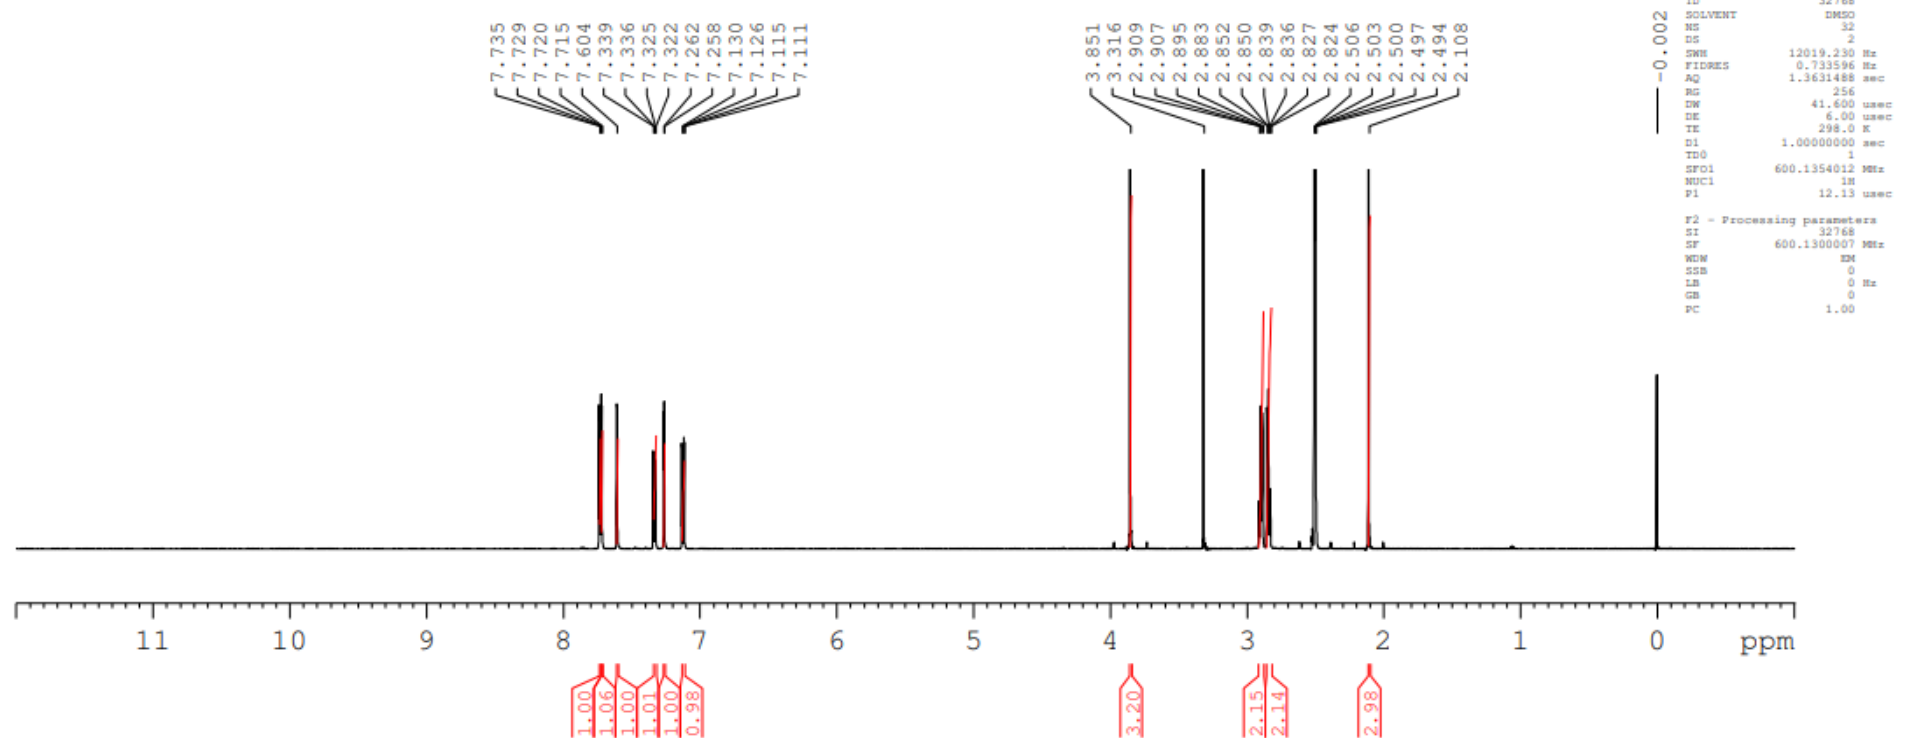 7.735
7.729
7.720
7.715
7.604
7.339
7.336
7.325
7.322
7.262
7.258
7.130
7.126
7.115
7.111
3.851
3.316
2.909
2.907
2.895
2.883
2.852
2.850
2.839
2.836
2.827
2.824
2.506
2.503
2.500
2.497
2.494
2.108
-0.002
SOLVENT DMSO
NS 32
DS 2
SWH 12019.230 Hz
FIDRES 0.733596 Hz
AQ 1.3631488 sec
RG 256
DW 41.600 usec
DE 6.00 usec
TE 298.0 K
D1 1.00000000 sec
TD0 1
SFO1 600.1354012 MHz
NUC1 1H
P1 12.13 usec
F2 - Processing parameters
SI 32768
SF 600.1300007 MHz
WDW EM
SSB 0
LB 0 Hz
GB 0
PC 1.00
11 10 9 8 7 6 5 4 3 2 1 0 ppm
1.00
1.06
1.00
1.01
1.00
0.98
3.20
2.15
2.14
2.98